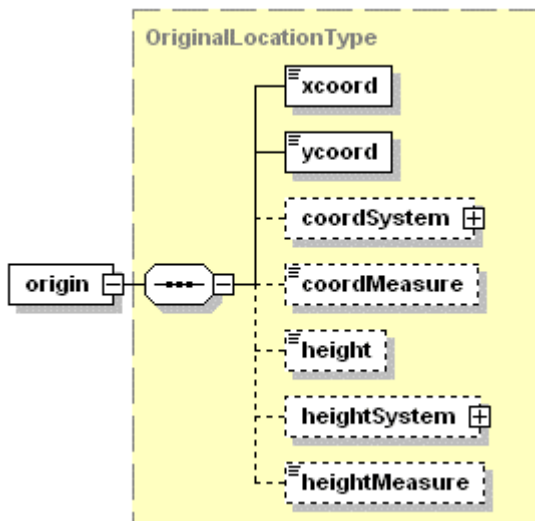 OriginalLocationType
xcoord
ycoord
coordSystem
origin
coordMeasure
height
heightSystem
heightMeasure